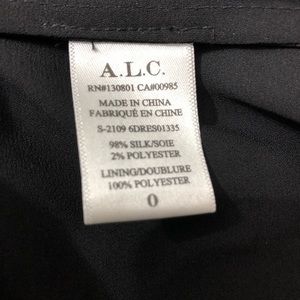 A.L.C.
RN#130801 CA#00985
MADE IN CHINA
FABRIQUÉ EN CHINE
S-2109 6DRES01335
98% SILK/SOIE
2% POLYESTER
LINING/DOUBLURE
100% POLYESTER
0